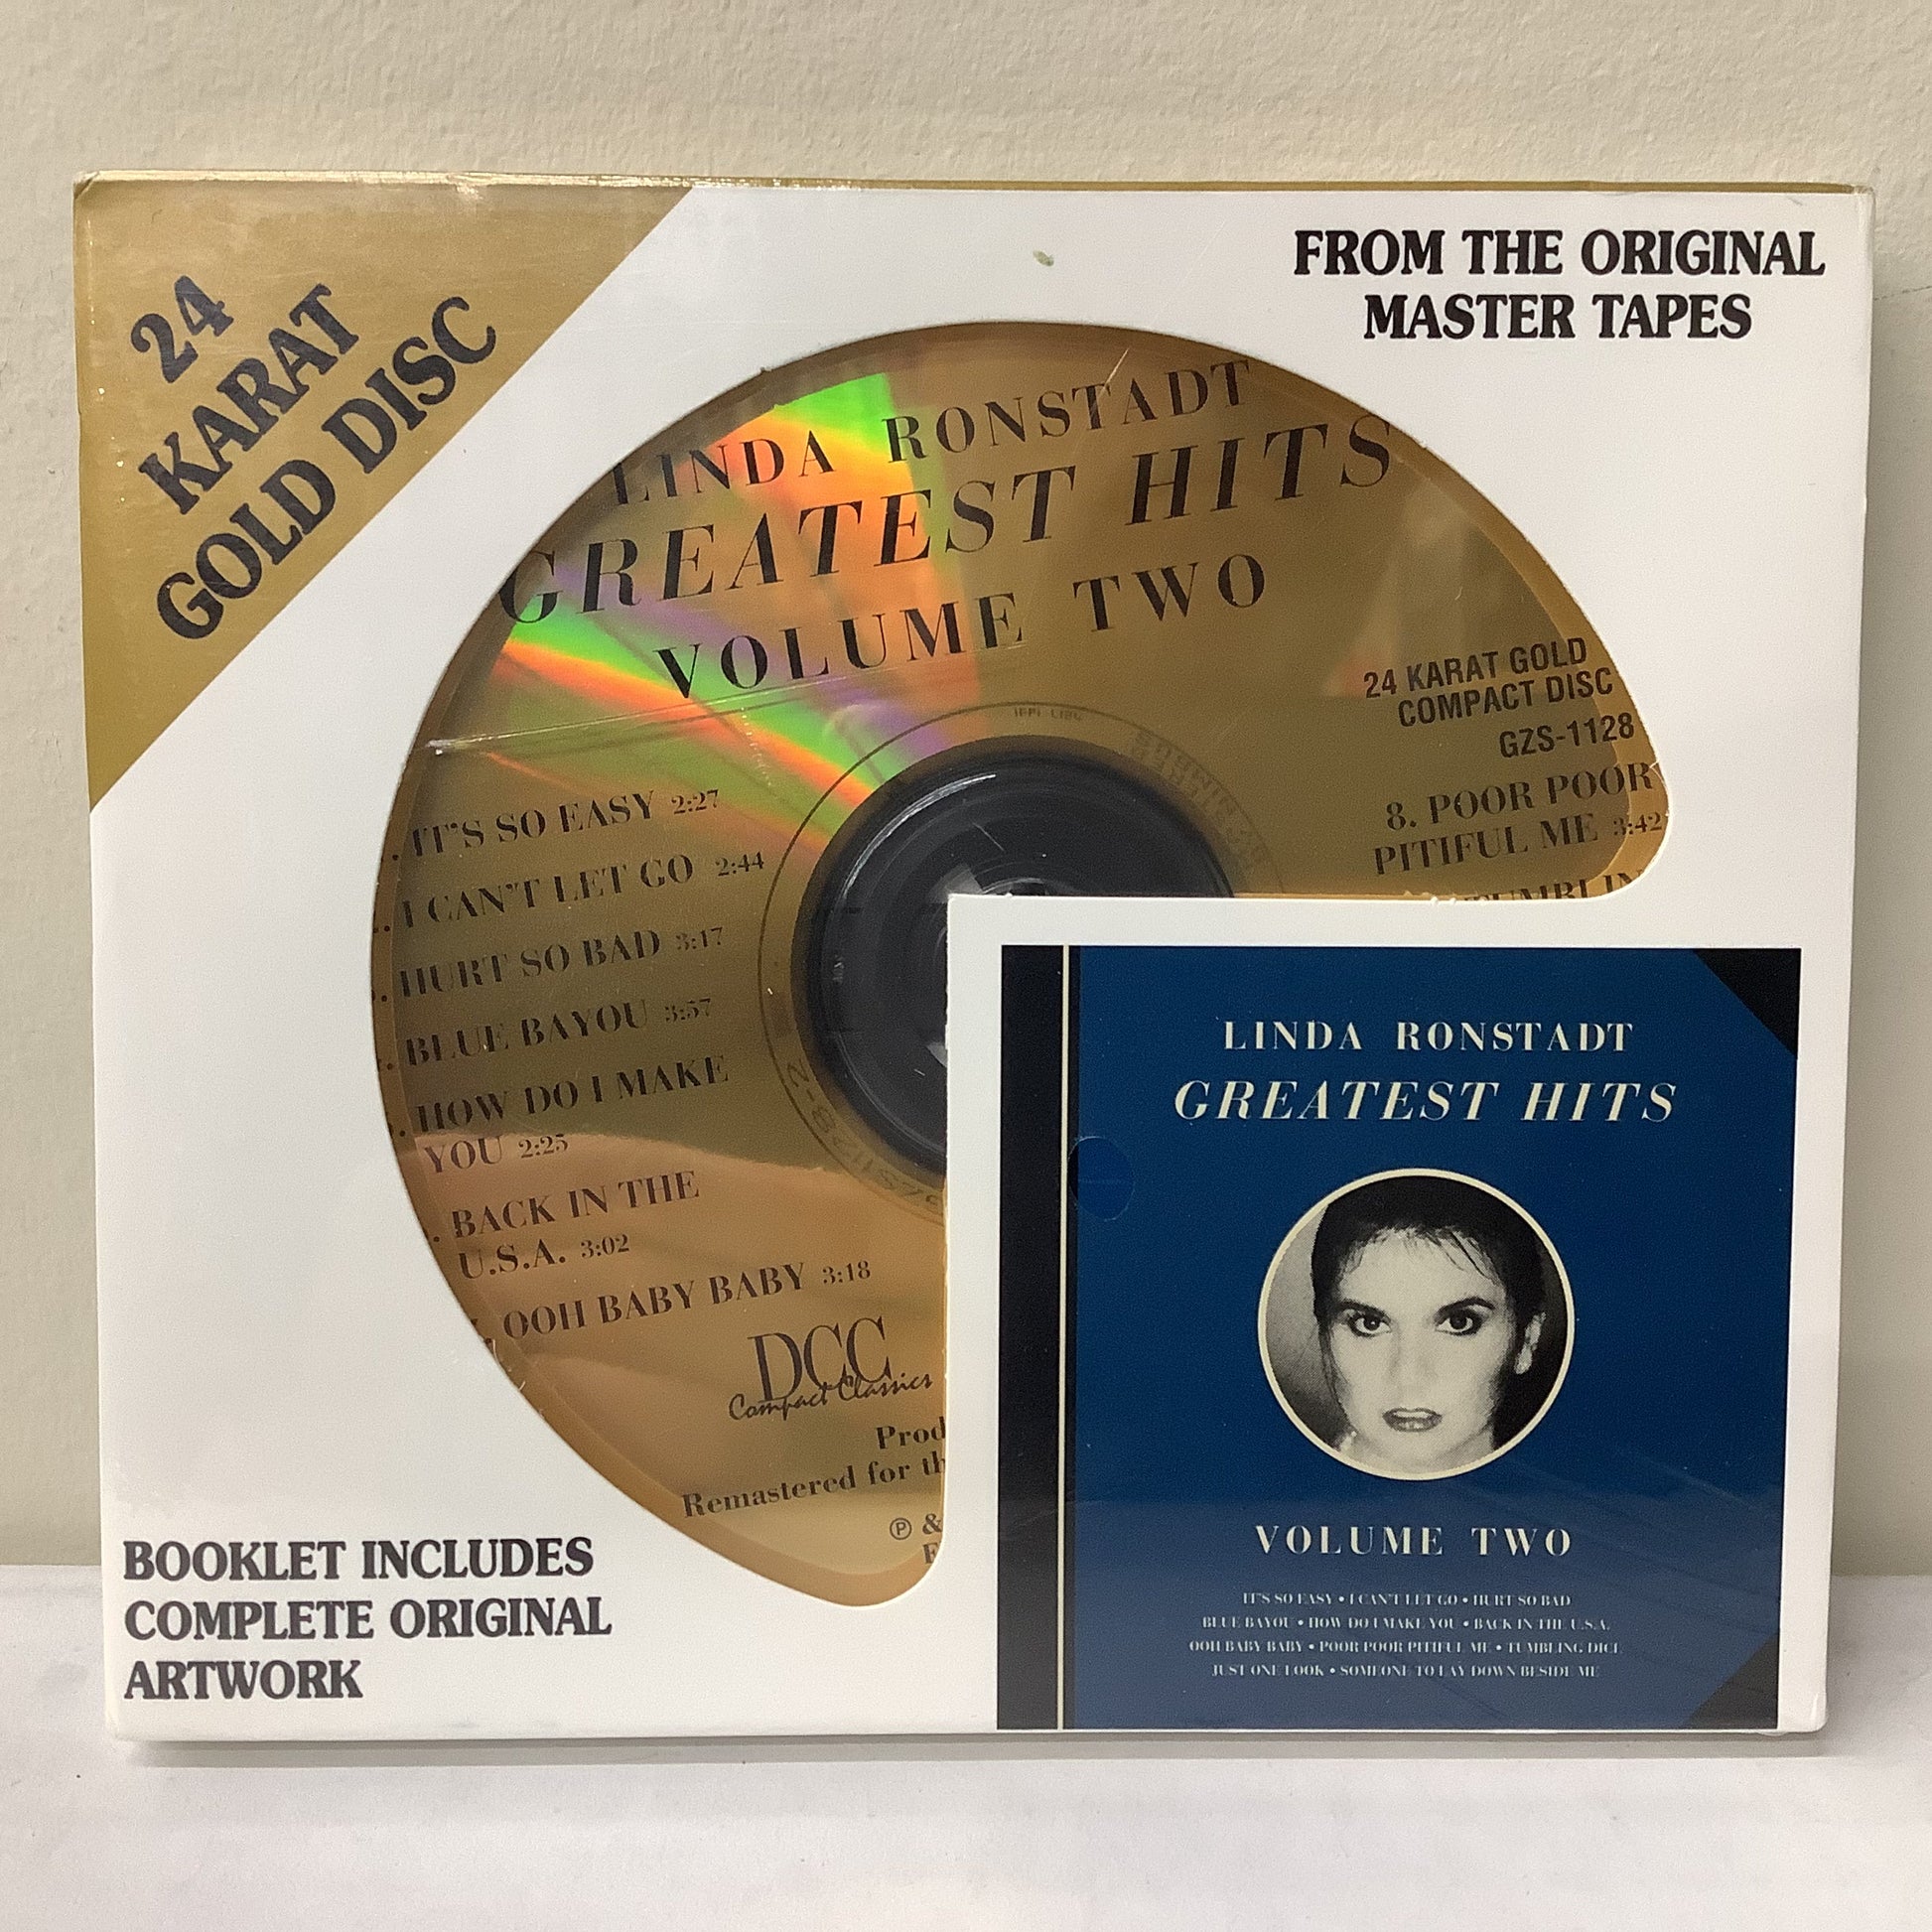 24
KARAT
GOLD DISC
FROM THE ORIGINAL
MASTER TAPES
LINDA RONSTADT
GREATEST HITS
VOLUME TWO
24 KARAT GOLD
COMPACT DISC
GZS-1128
IT'S SO EASY 2:27
I CAN'T LET GO 2:44
HURT SO BAD 3:17
BLUE BAYOU 3:57
HOW DO I MAKE
YOU 2:25
BACK IN THE
U.S.A. 3:02
OOH BABY BABY 3:18
8. POOR POOR
PITIFUL ME 3:42
DCC
Compact Classics
Prod
Remastered for th
℗ &
LINDA RONSTADT
GREATEST HITS
VOLUME TWO
IT'S SO EASY • I CAN'T LET GO • HURT SO BAD
BLUE BAYOU • HOW DO I MAKE YOU • BACK IN THE U.S.A.
OOH BABY BABY • POOR POOR PITIFUL ME • TUMBLING DICE
JUST ONE LOOK • SOMEONE TO LAY DOWN BESIDE ME
BOOKLET INCLUDES
COMPLETE ORIGINAL
ARTWORK